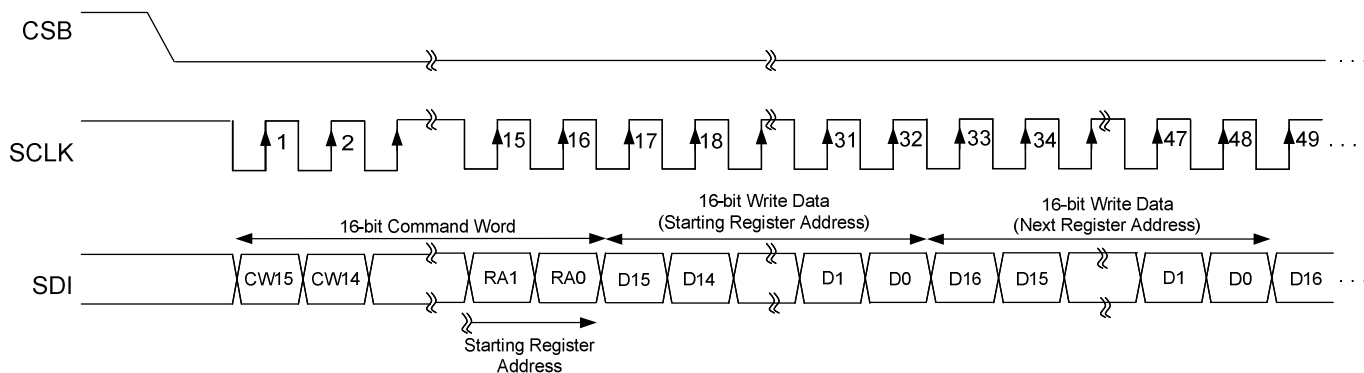 CSB
. . .
SCLK
1 2 15 16 17 18 31 32 33 34 47 48 49
. . .
16-bit Write Data
(Starting Register Address)
16-bit Write Data
(Next Register Address)
16-bit Command Word
SDI
CW15 CW14 RA1 RA0 D15 D14 D1 D0 D16 D15 D1 D0 D16
. . .
Starting Register
Address